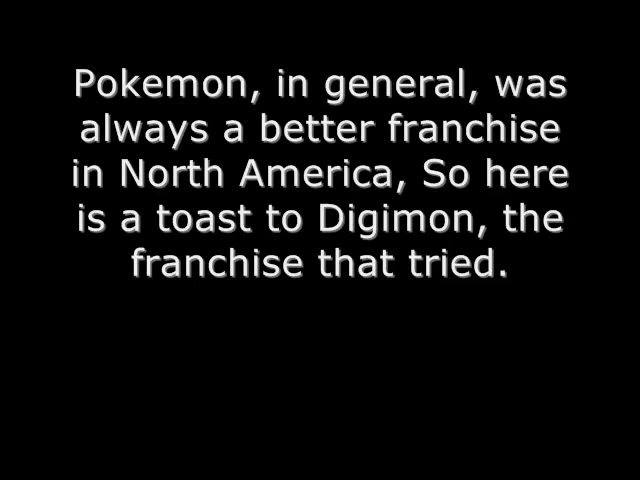 Pokemon, in general, was
always a better franchise
in North America, So here
is a toast to Digimon, the
franchise that tried.